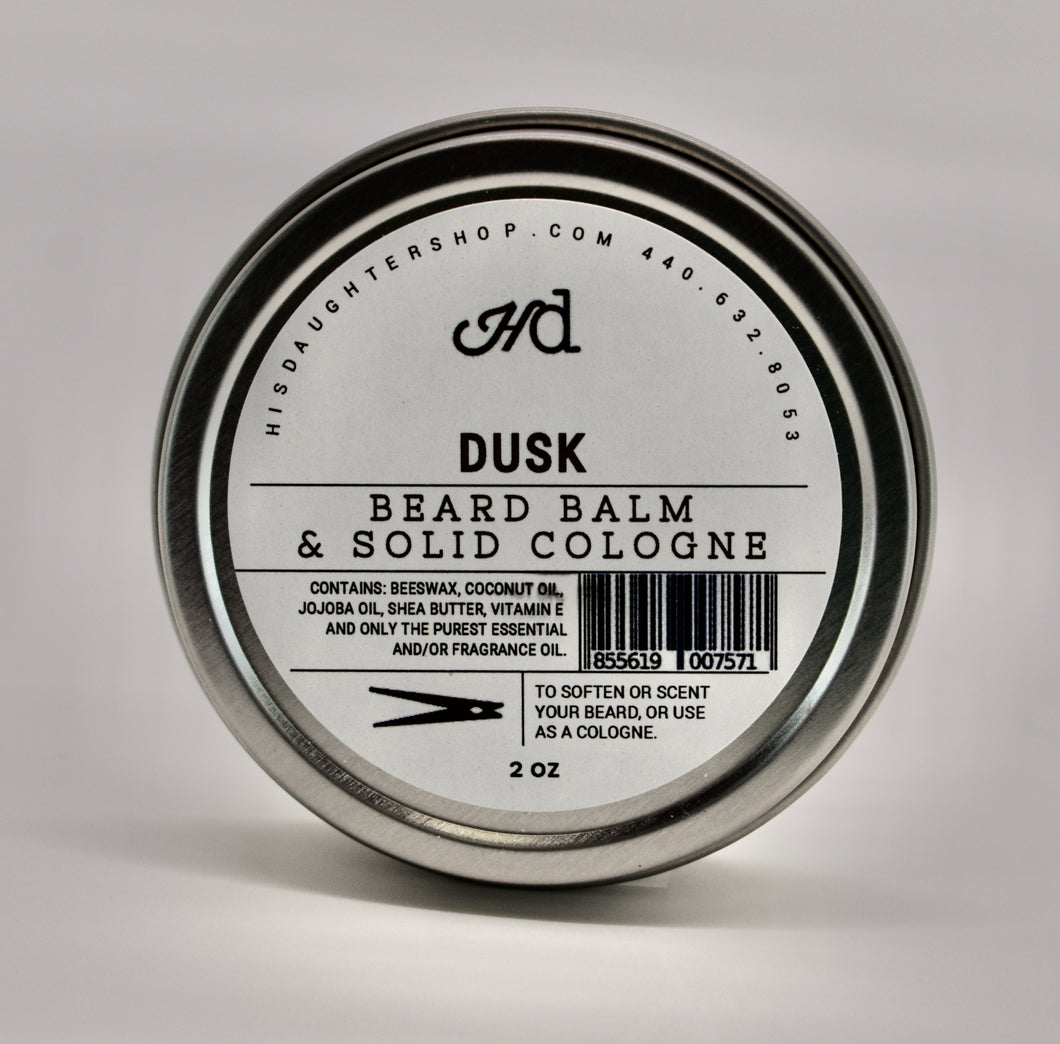 HISDAUGHTERSHOP.COM 440.632.8053
Hd
DUSK
BEARD BALM
& SOLID COLOGNE
CONTAINS: BEESWAX, COCONUT OIL,
JOJOBA OIL, SHEA BUTTER, VITAMIN E
AND ONLY THE PUREST ESSENTIAL
AND/OR FRAGRANCE OIL.
855619 007571
TO SOFTEN OR SCENT
YOUR BEARD, OR USE
AS A COLOGNE.
2 OZ